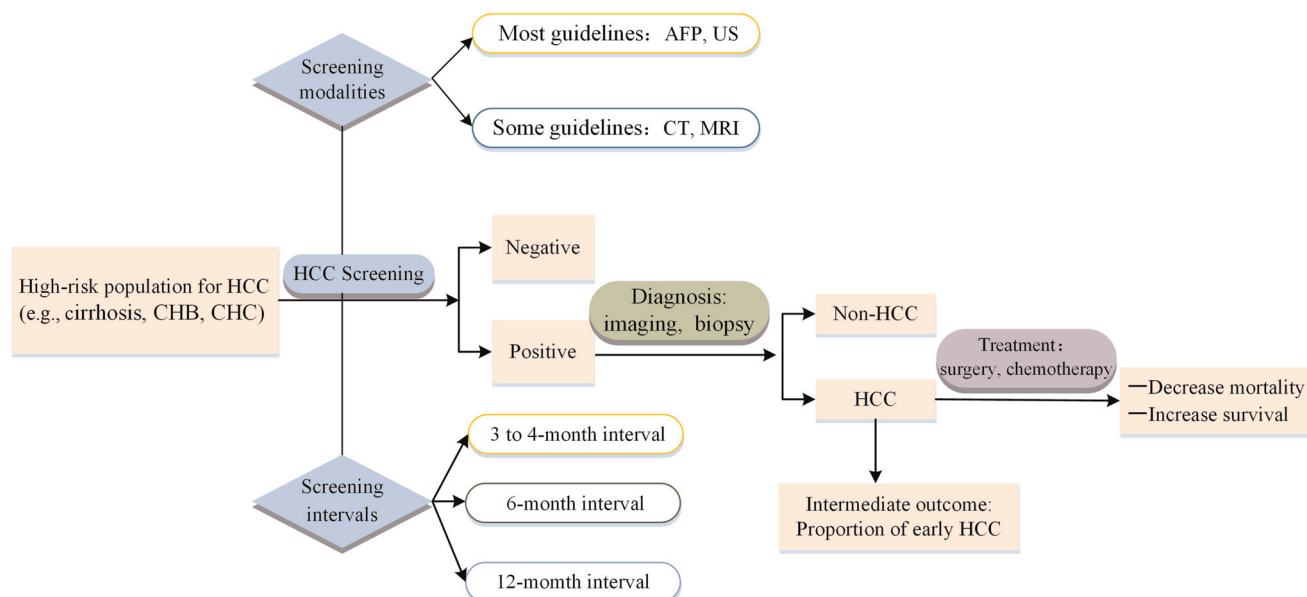 Most guidelines: AFP, US
Screening
modalities
Some guidelines: CT, MRI
High-risk population for HCC
(e.g., cirrhosis, CHB, CHC)
HCC Screening
Negative
Positive
Diagnosis:
imaging, biopsy
Non-HCC
HCC
Treatment:
surgery, chemotherapy
—Decrease mortality
—Increase survival
Intermediate outcome:
Proportion of early HCC
Screening
intervals
3 to 4-month interval
6-month interval
12-momth interval